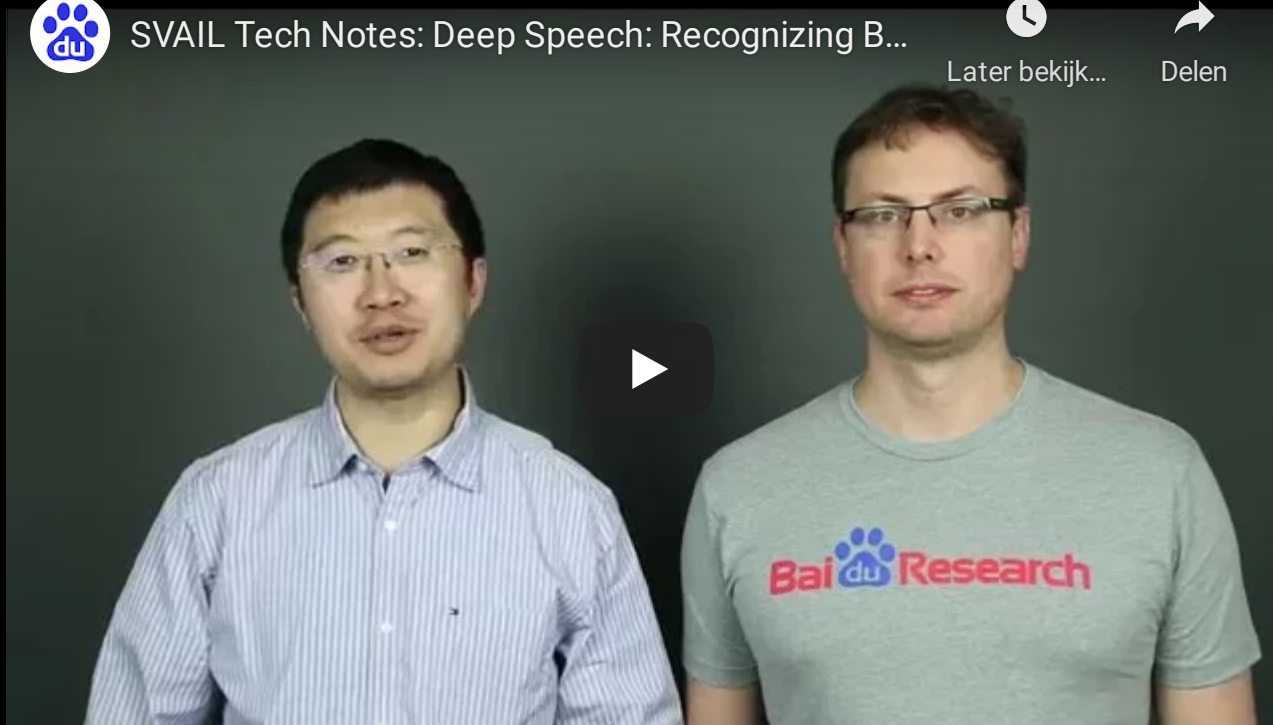 du
SVAIL Tech Notes: Deep Speech: Recognizing B...
Later bekijk...
Delen
Bai du Research